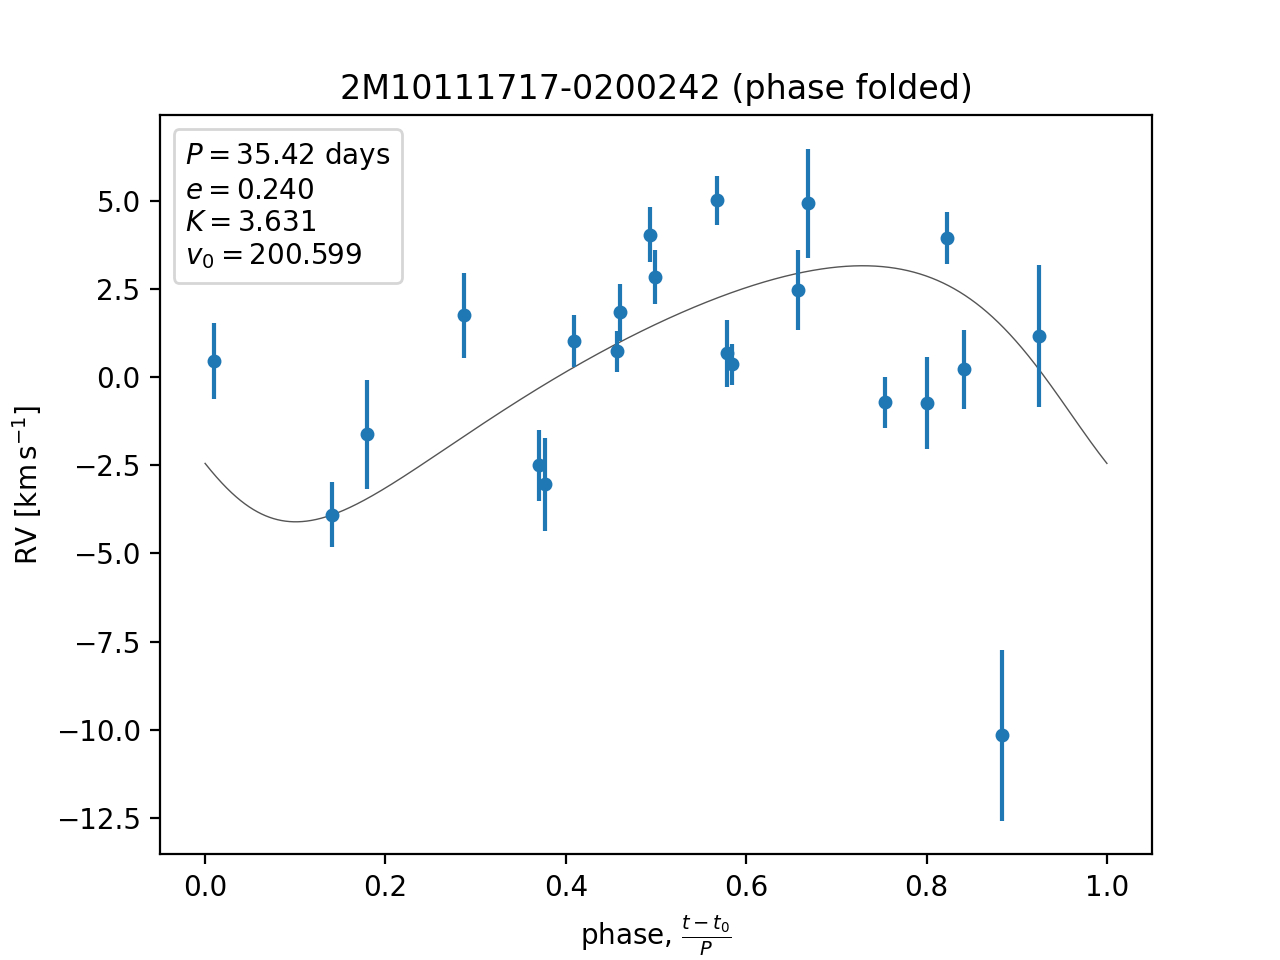 2M10111717-0200242 (phase folded)
P = 35.42 days
e = 0.240
K = 3.631
v₀ = 200.599
5.0
2.5
0.0
−2.5
−5.0
−7.5
−10.0
−12.5
RV [km s⁻¹]
0.0 0.2 0.4 0.6 0.8 1.0
phase, (t − t₀)/P